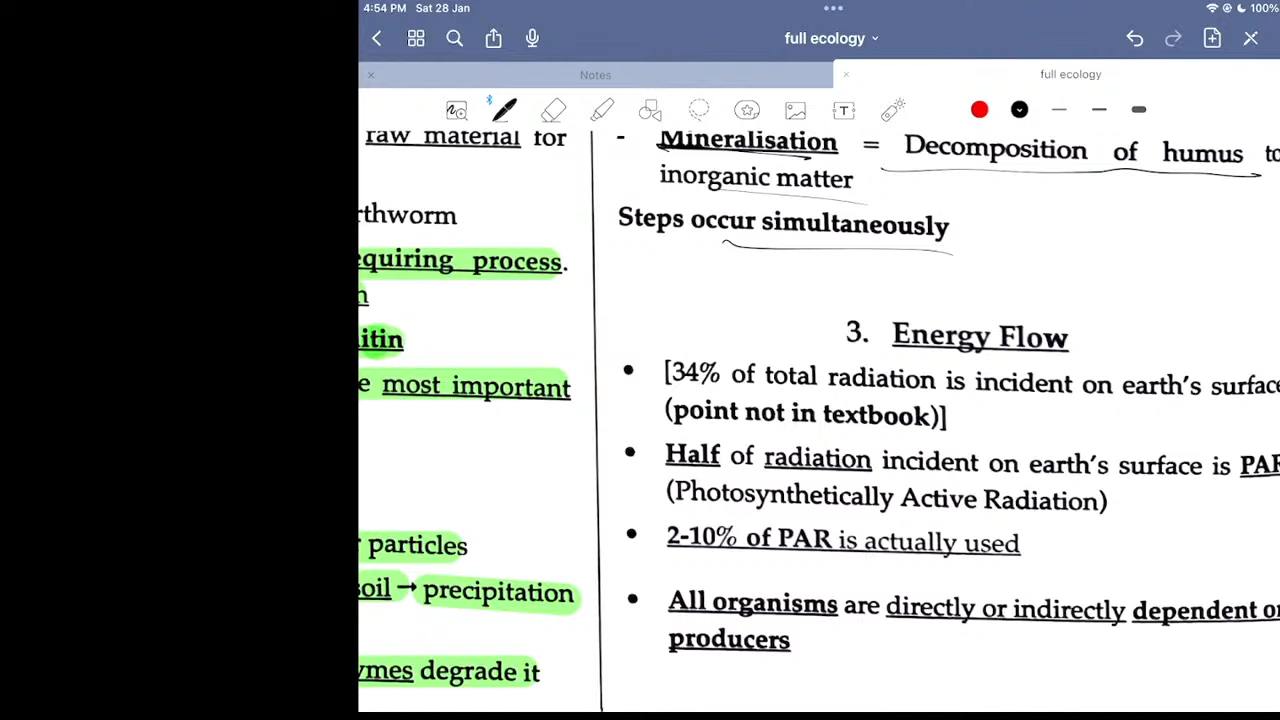 4:54 PM Sat 28 Jan
100%
full ecology
Notes
full ecology
raw material for
rthworm
equiring process.
n
itin
e most important
particles
soil → precipitation
ymes degrade it
- Mineralisation = Decomposition of humus to
inorganic matter
Steps occur simultaneously
3. Energy Flow
• [34% of total radiation is incident on earth's surface
(point not in textbook)]
• Half of radiation incident on earth's surface is PAR
(Photosynthetically Active Radiation)
• 2-10% of PAR is actually used
• All organisms are directly or indirectly dependent on
producers